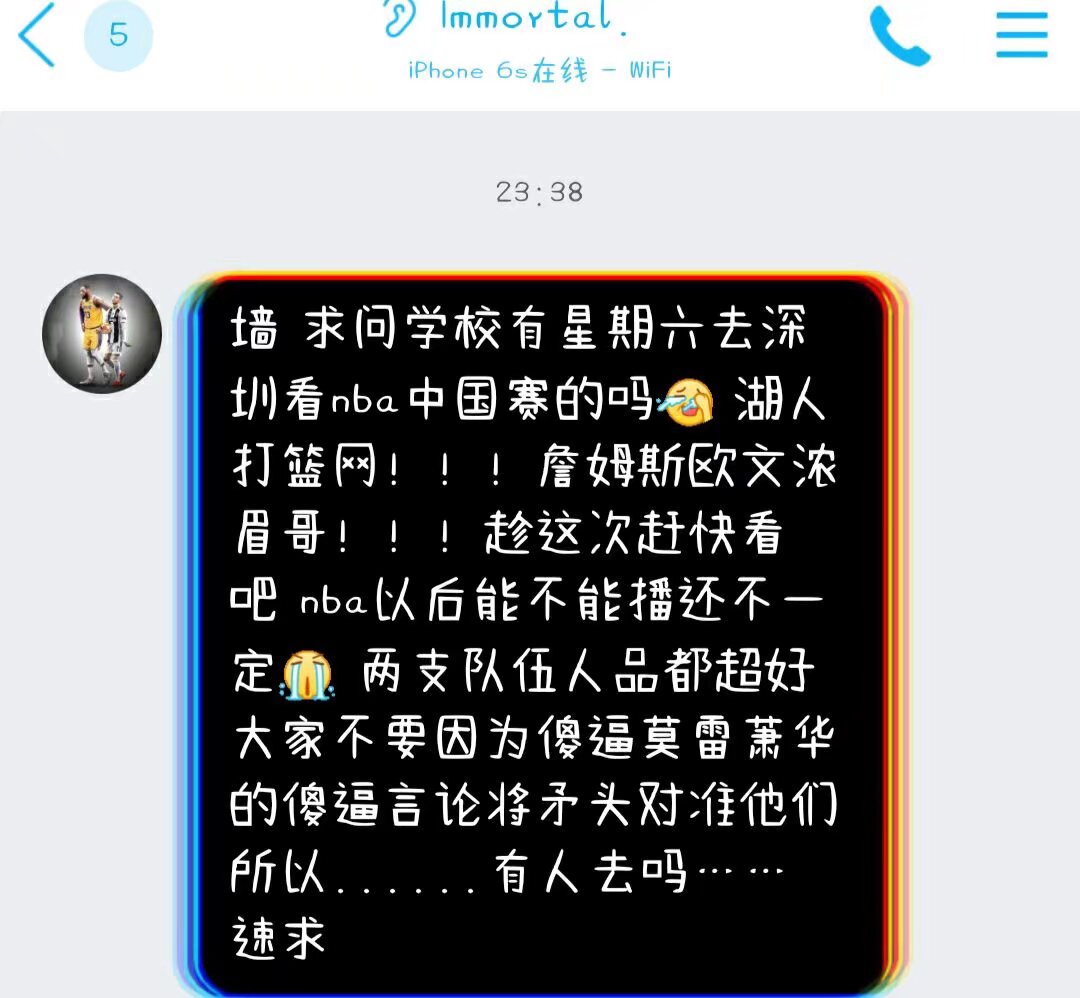 5
Immortal.
iPhone 6s在线 - WiFi
23:38
墙 求问学校有星期六去深
圳看nba中国赛的吗😂 湖人
打篮网！！！詹姆斯欧文浓
眉哥！！！趁这次赶快看
吧 nba以后能不能播还不一
定😭 两支队伍人品都超好
大家不要因为傻逼莫雷萧华
的傻逼言论将矛头对准他们
所以......有人去吗……
速求